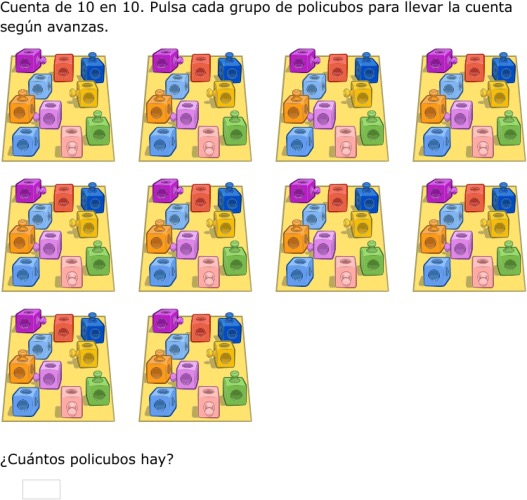 Cuenta de 10 en 10. Pulsa cada grupo de policubos para llevar la cuenta
según avanzas.
¿Cuántos policubos hay?